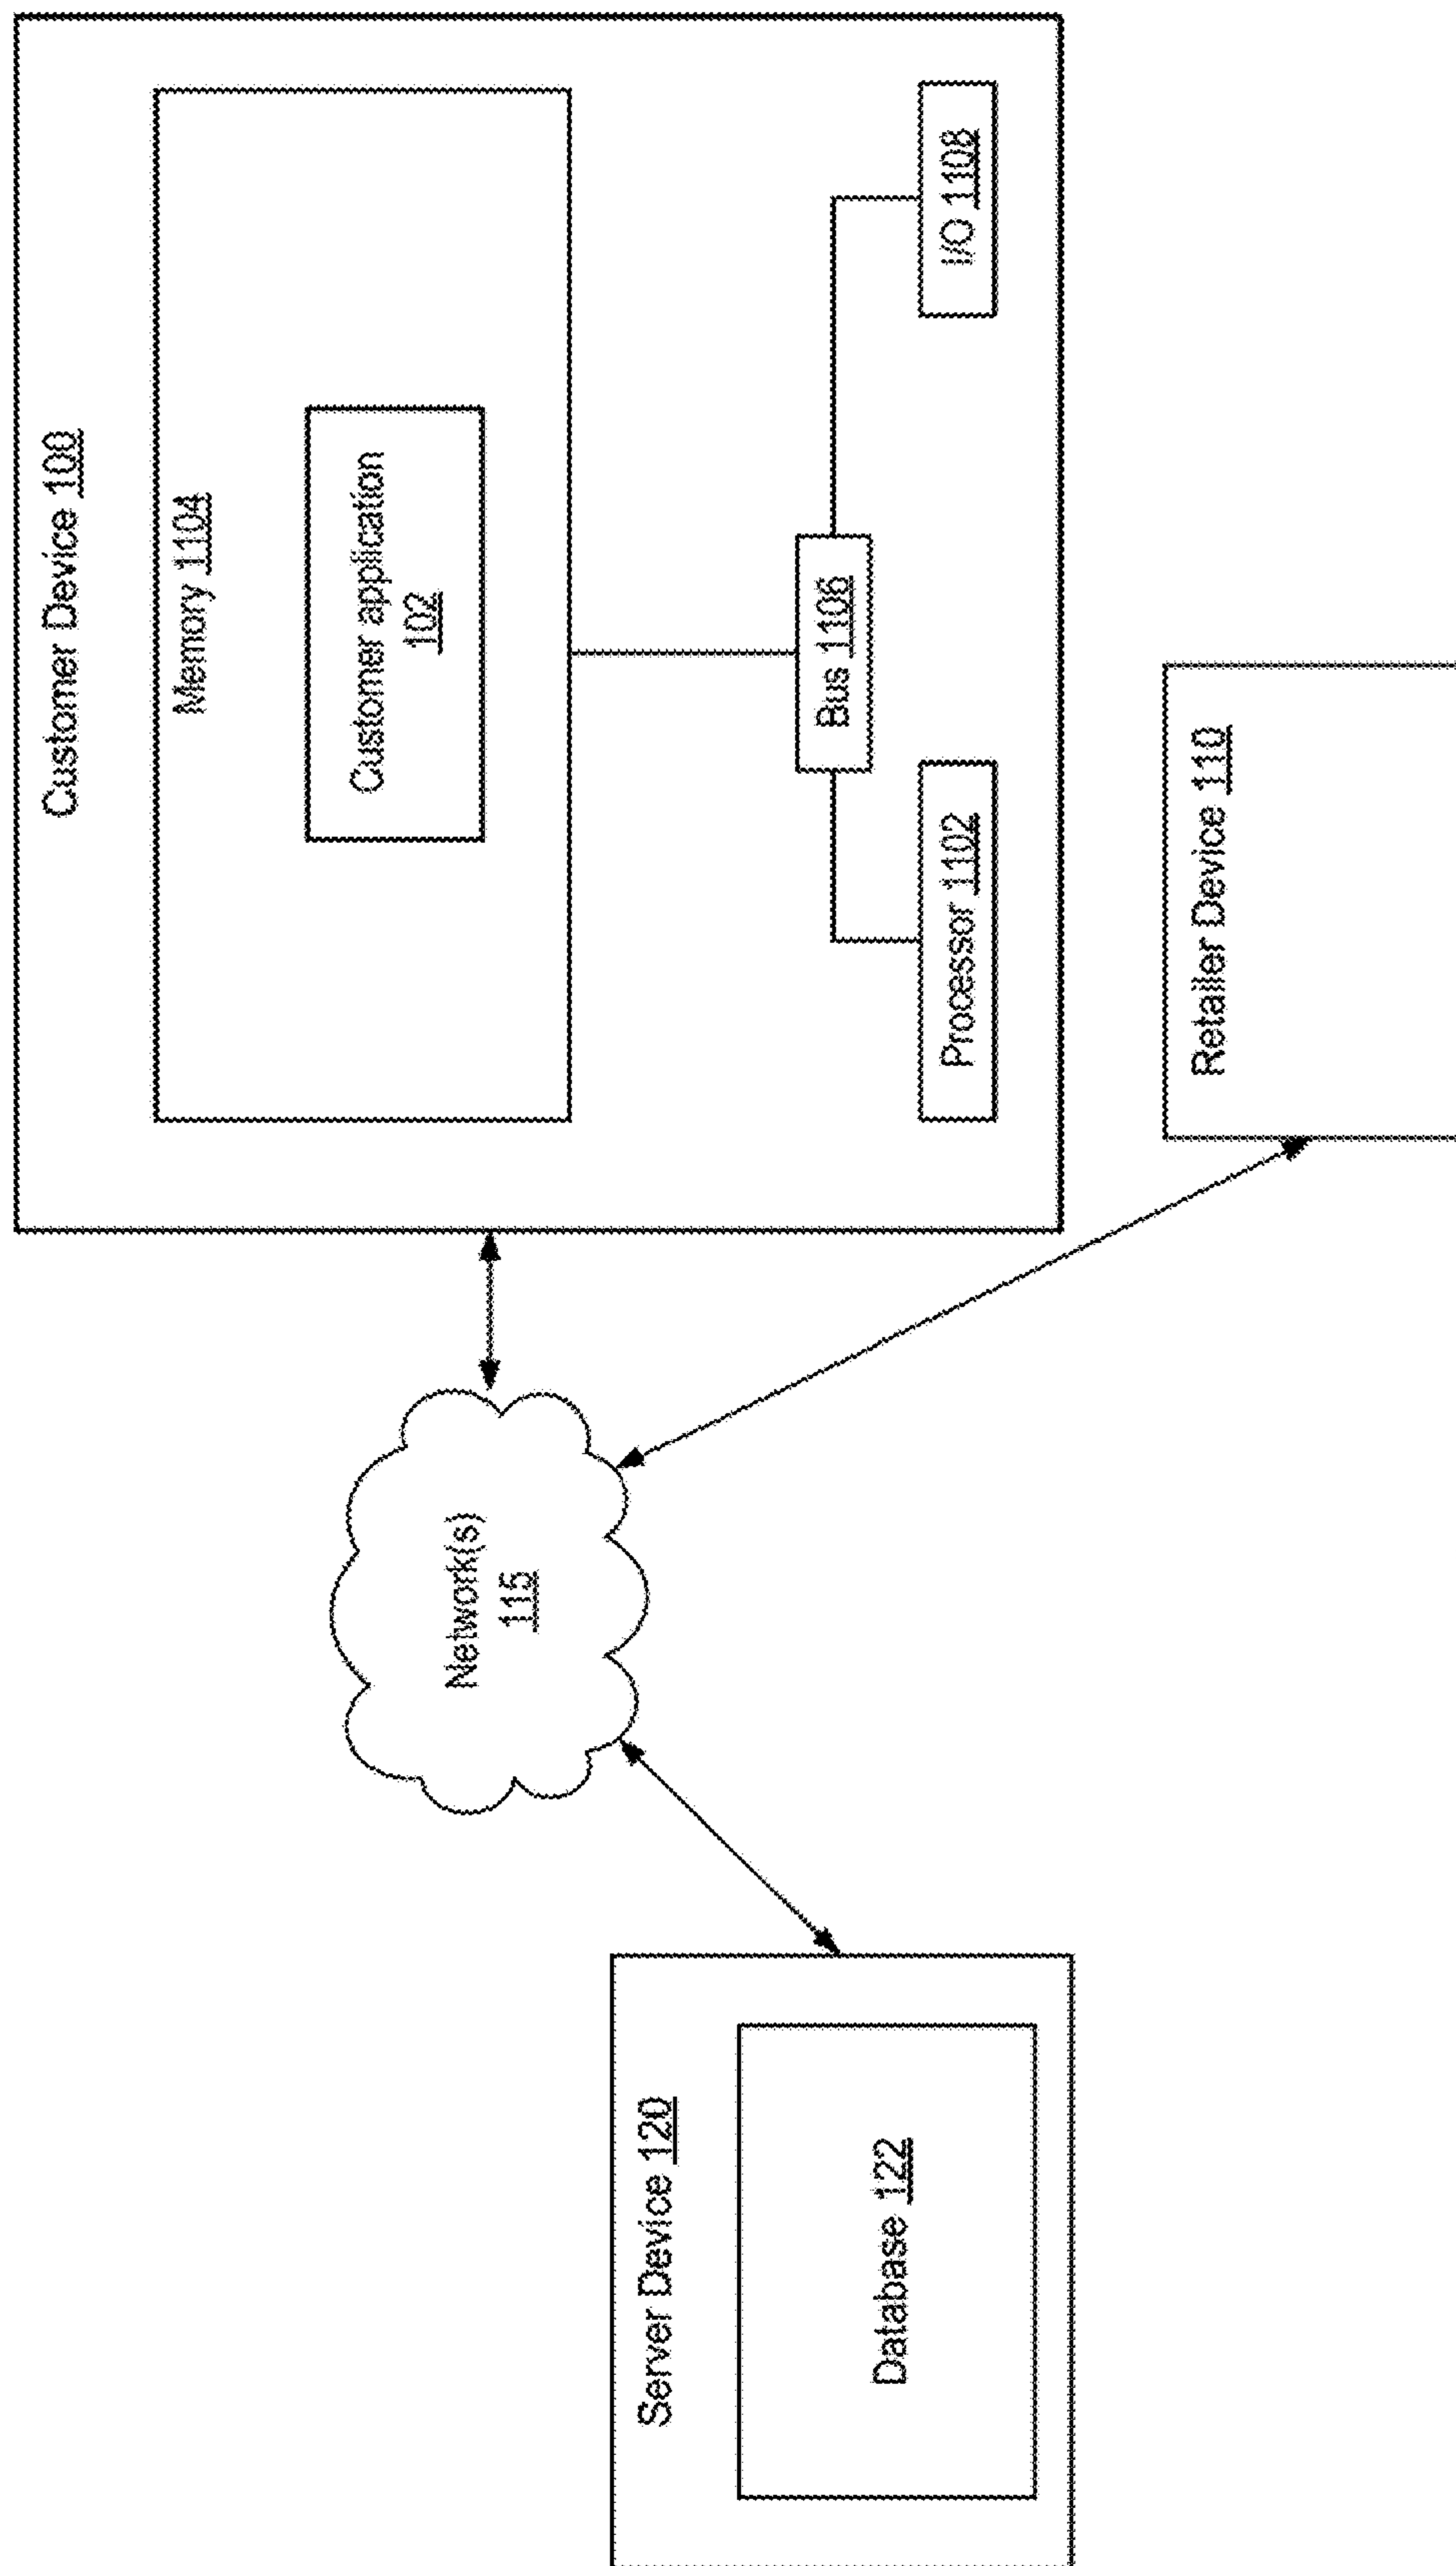 Customer Device 100
Memory 1104
Customer application
102
Bus 1106
Processor 1102
I/O 1108
Network(s)
115
Server Device 120
Database 122
Retailer Device 110